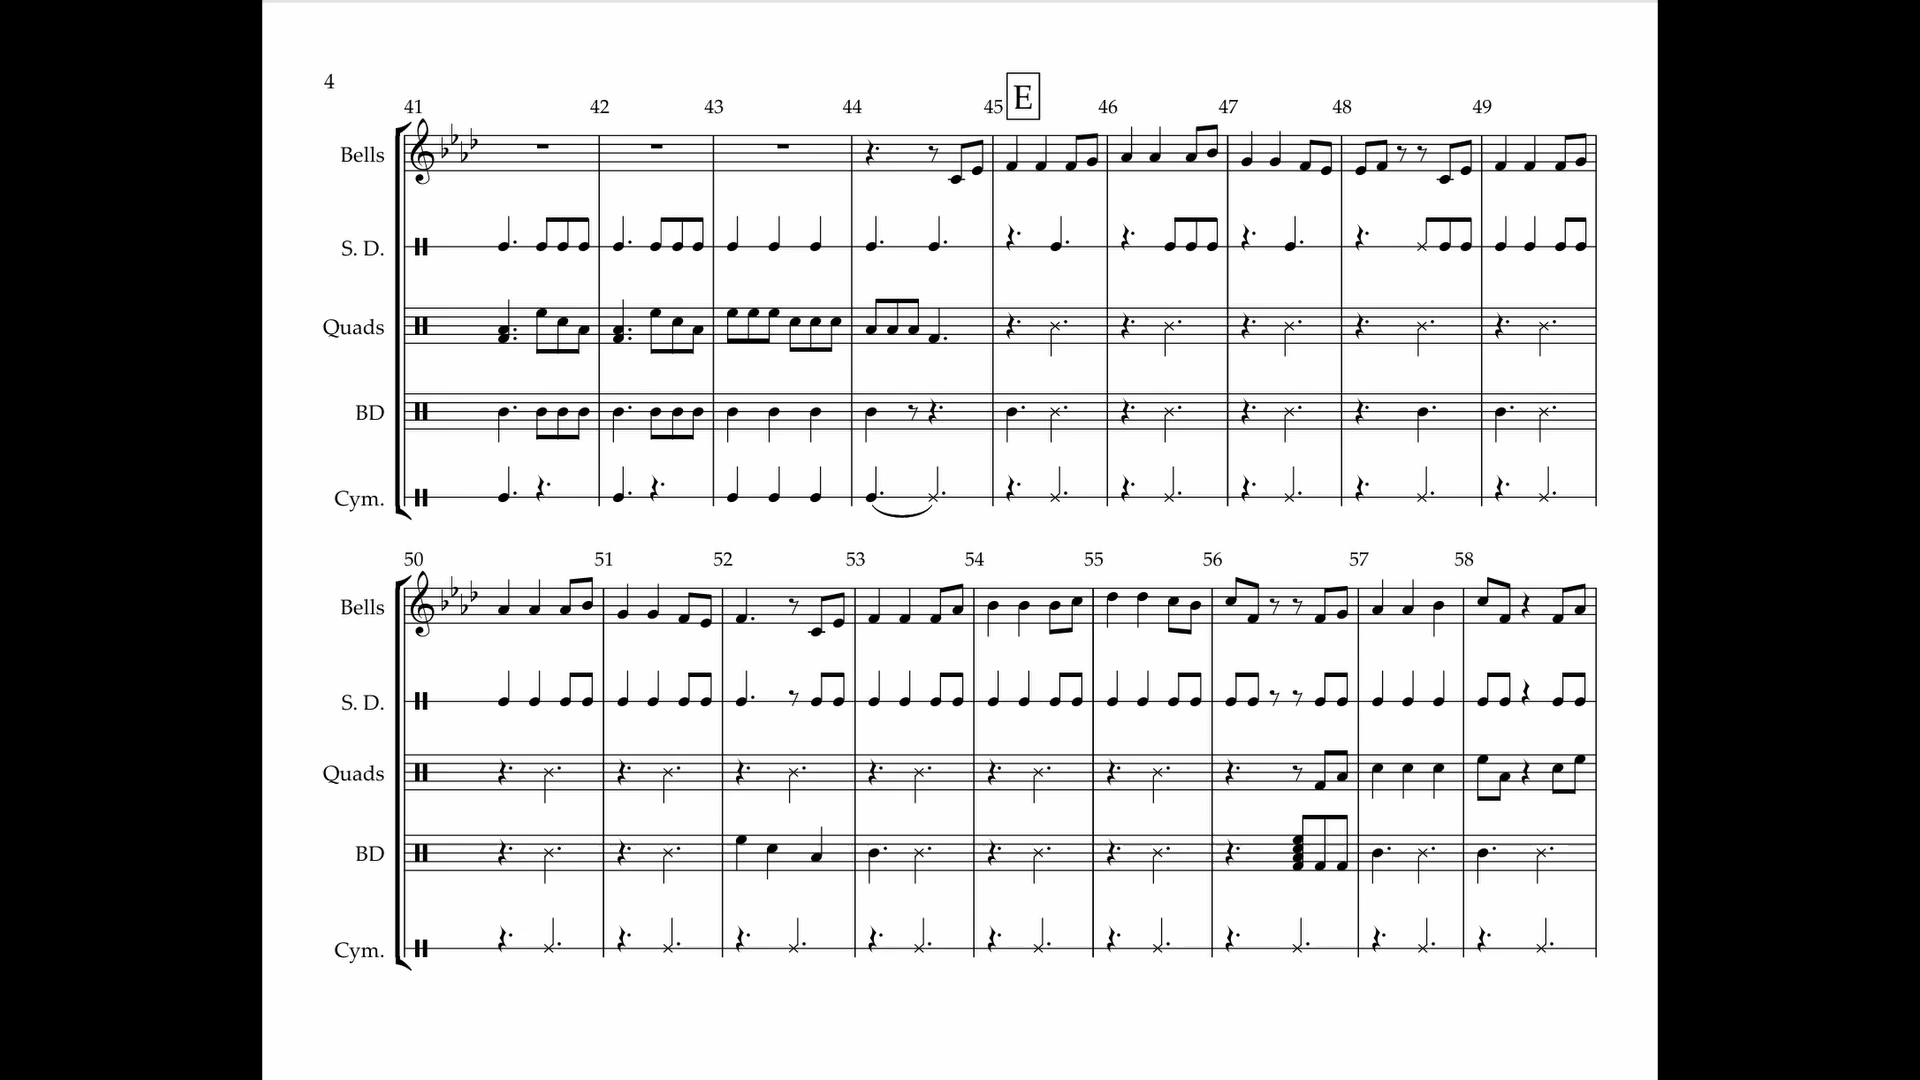 4
41 42 43 44 45 E 46 47 48 49
Bells
S. D.
Quads
BD
Cym.
50 51 52 53 54 55 56 57 58
Bells
S. D.
Quads
BD
Cym.